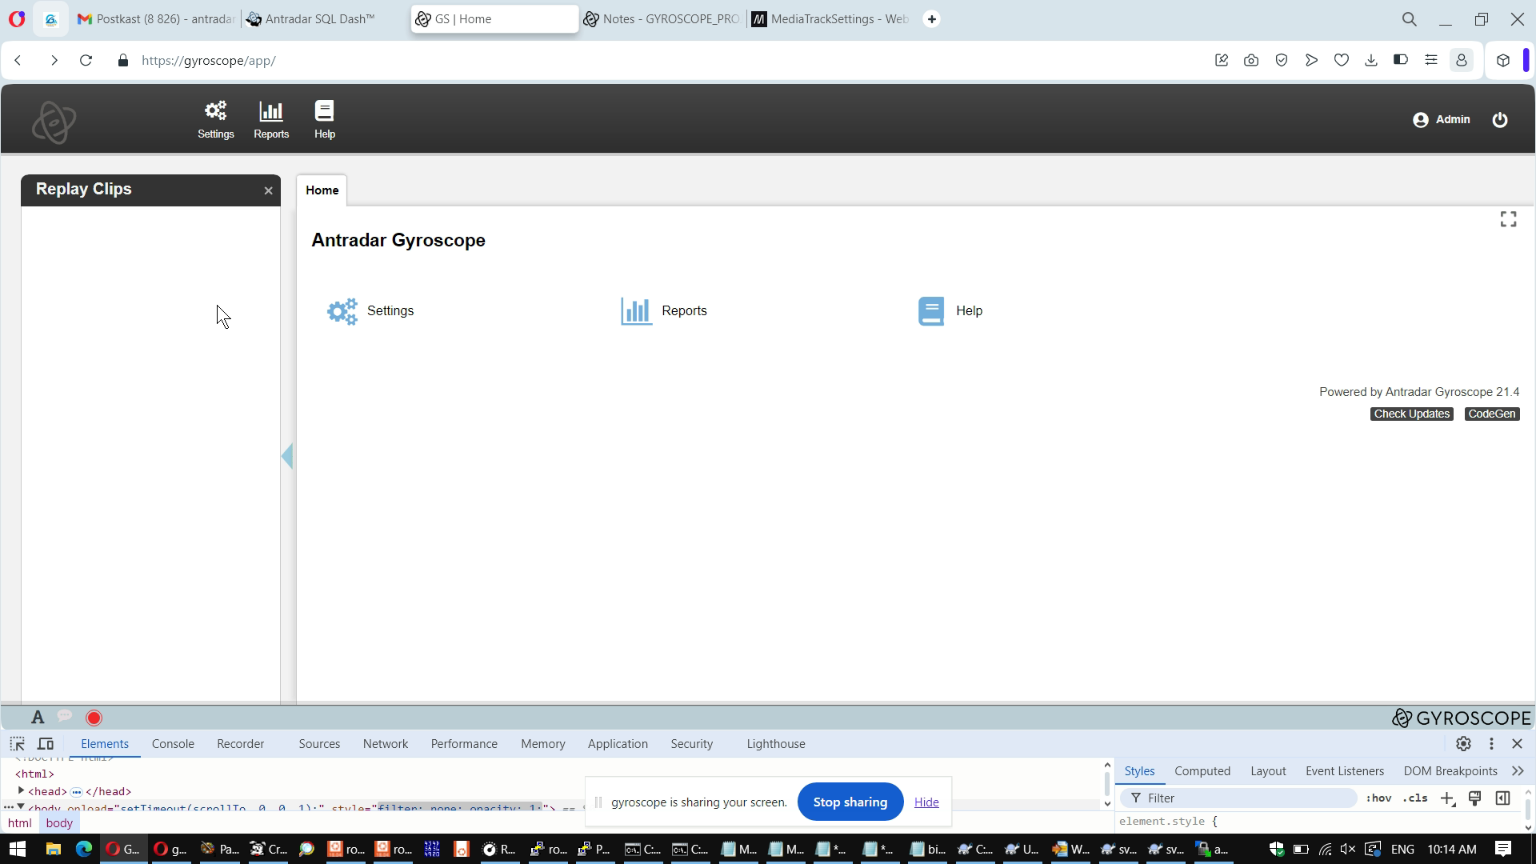 Postkast (8 826) - antradar
Antradar SQL Dash™
GS | Home
Notes - GYROSCOPE_PRO
MediaTrackSettings - Web
https://gyroscope/app/
Settings
Reports
Help
Admin
Replay Clips
Home
Antradar Gyroscope
Settings
Reports
Help
Powered by Antradar Gyroscope 21.4
Check Updates
CodeGen
A
GYROSCOPE
Elements
Console
Recorder
Sources
Network
Performance
Memory
Application
Security
Lighthouse
<!DOCTYPE html>
<html>
<head> </head>
<body onload="setTimeout(scrollTo, 0, 0, 1);" style="filter: none; opacity: 1;"> ==
html body
Styles
Computed
Layout
Event Listeners
DOM Breakpoints
Filter
:hov
.cls
element.style {
gyroscope is sharing your screen.
Stop sharing
Hide
G...
g...
Pa...
Cr...
ro...
ro...
R...
ro...
P...
C:...
C:...
M...
M...
*...
*...
bi...
C:...
U...
W...
sv...
sv...
a...
ENG
10:14 AM